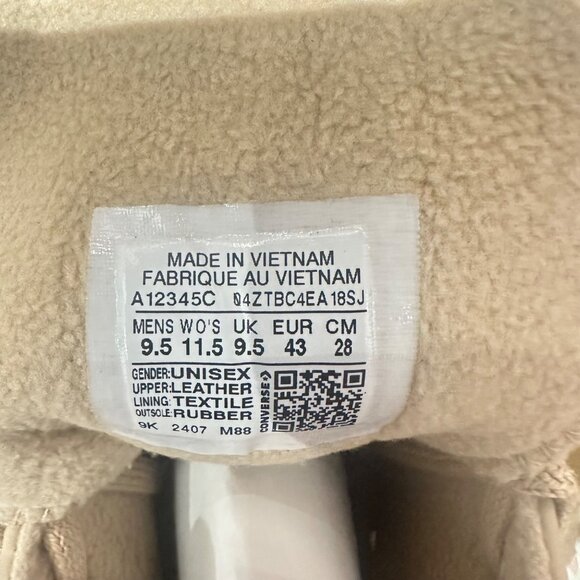 MADE IN VIETNAM
FABRIQUE AU VIETNAM
A12345C 04ZTBC4EA18SJ
MENS WO'S UK EUR CM
9.5 11.5 9.5 43 28
GENDER:UNISEX
UPPER:LEATHER
LINING:TEXTILE
OUTSOLE:RUBBER
CONVERSE
9K 2407 M88